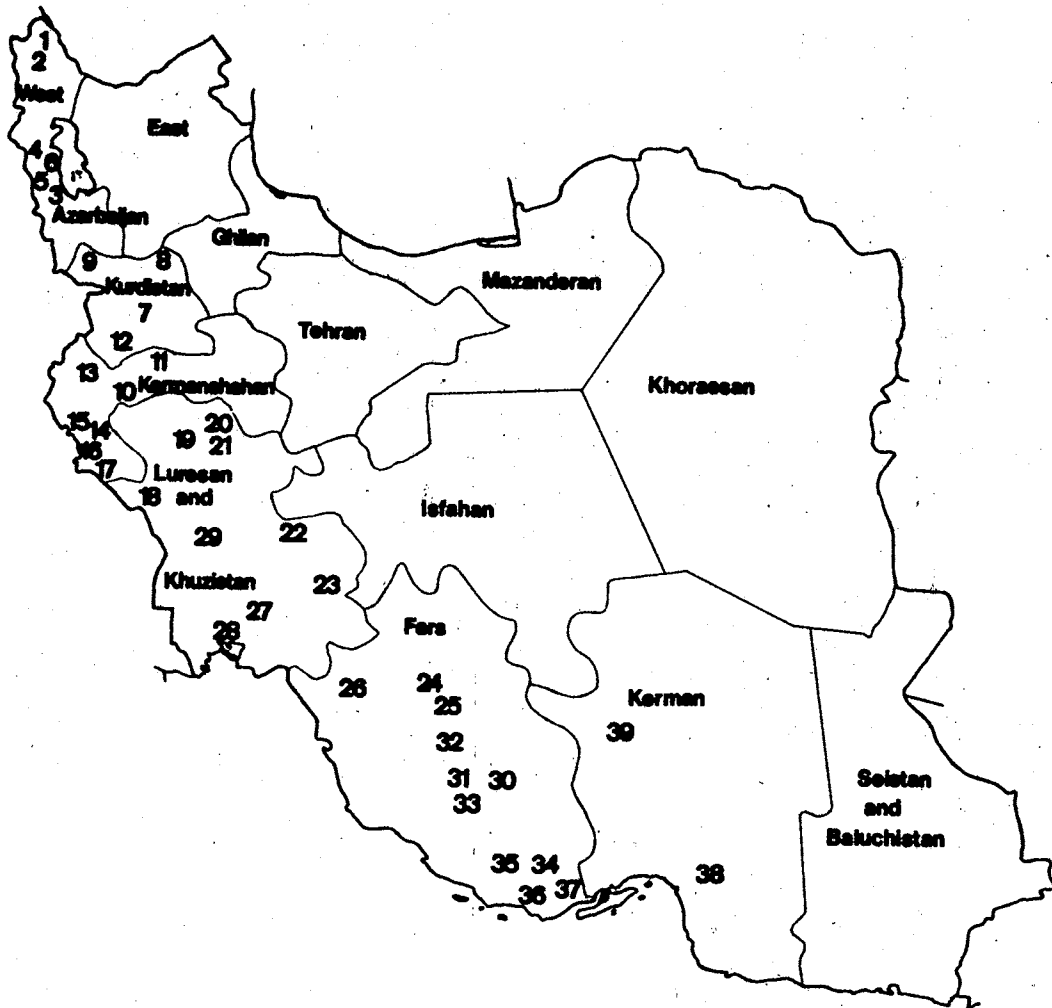 1
2
West
East
4
6
5
3
Azarbaijan
Ghilan
9
8
Kurdistan
7
Mazanderan
Tehran
12
11
13
10
Kermanshahan
Khorassan
15
14
20
19
21
16
17
Luresan
and
18
Isfahan
29
22
Khuzistan
23
27
28
Fars
26
24
25
Kerman
39
32
31
30
33
Seistan
and
Baluchistan
35
34
38
36
37